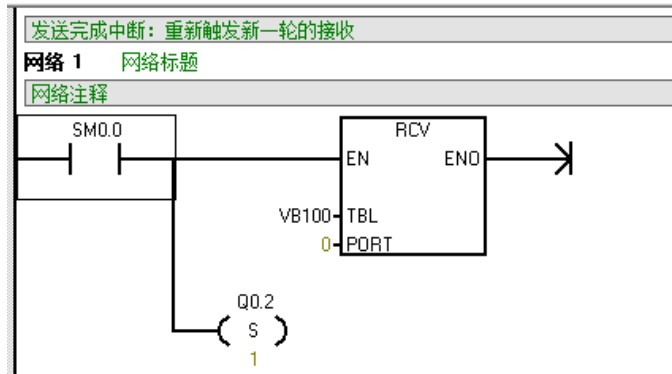 发送完成中断：重新触发新一轮的接收
网络 1 网络标题
网络注释
SM0.0
RCV
EN ENO
VB100 TBL
0 PORT
Q0.2
S
1